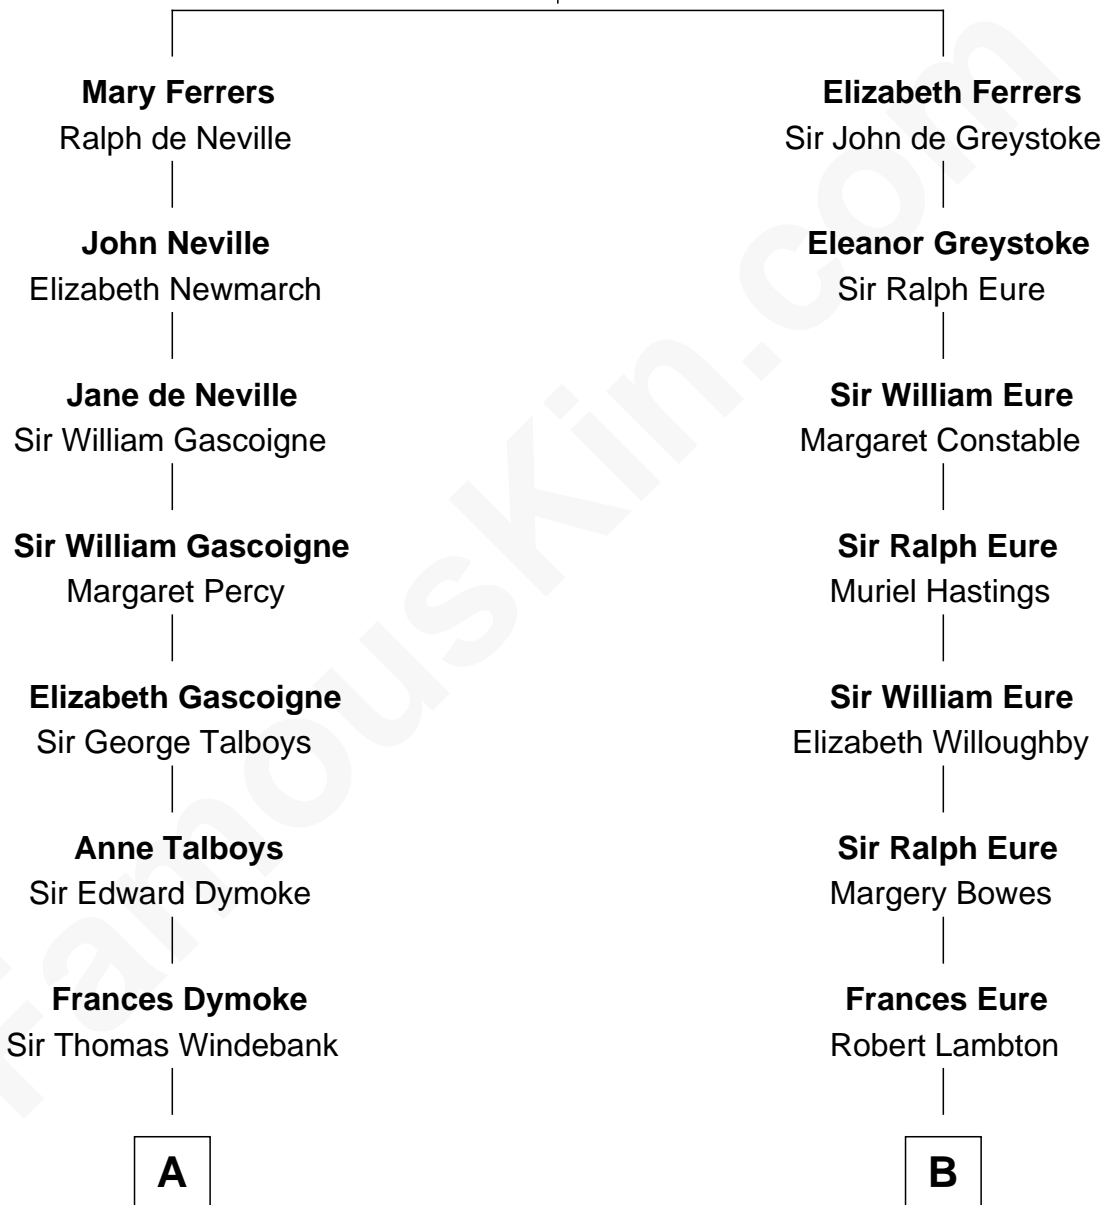 Mary Ferrers
Ralph de Neville
John Neville
Elizabeth Newmarch
Jane de Neville
Sir William Gascoigne
Sir William Gascoigne
Margaret Percy
Elizabeth Gascoigne
Sir George Talboys
Anne Talboys
Sir Edward Dymoke
Frances Dymoke
Sir Thomas Windebank
A
Elizabeth Ferrers
Sir John de Greystoke
Eleanor Greystoke
Sir Ralph Eure
Sir William Eure
Margaret Constable
Sir Ralph Eure
Muriel Hastings
Sir William Eure
Elizabeth Willoughby
Sir Ralph Eure
Margery Bowes
Frances Eure
Robert Lambton
B
FamousKin.com